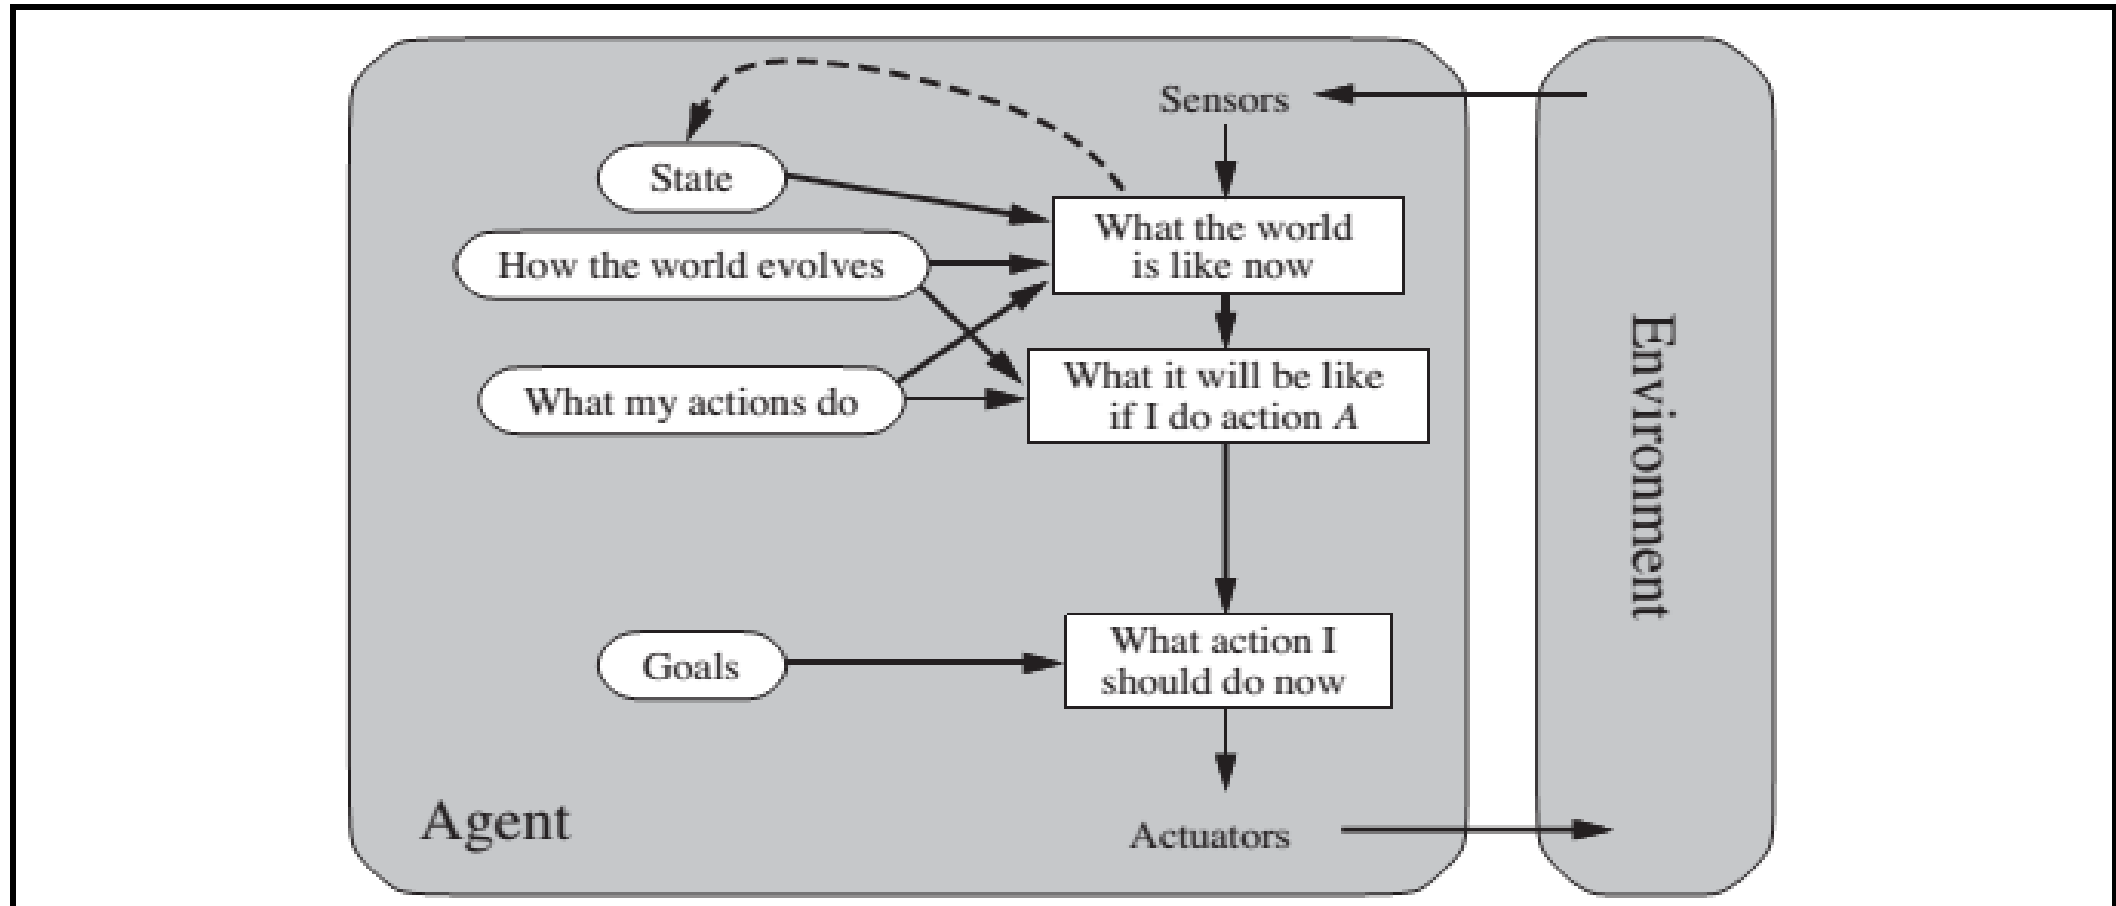 Sensors
State
What the world
is like now
How the world evolves
What it will be like
if I do action A
What my actions do
Environment
What action I
should do now
Goals
Agent
Actuators